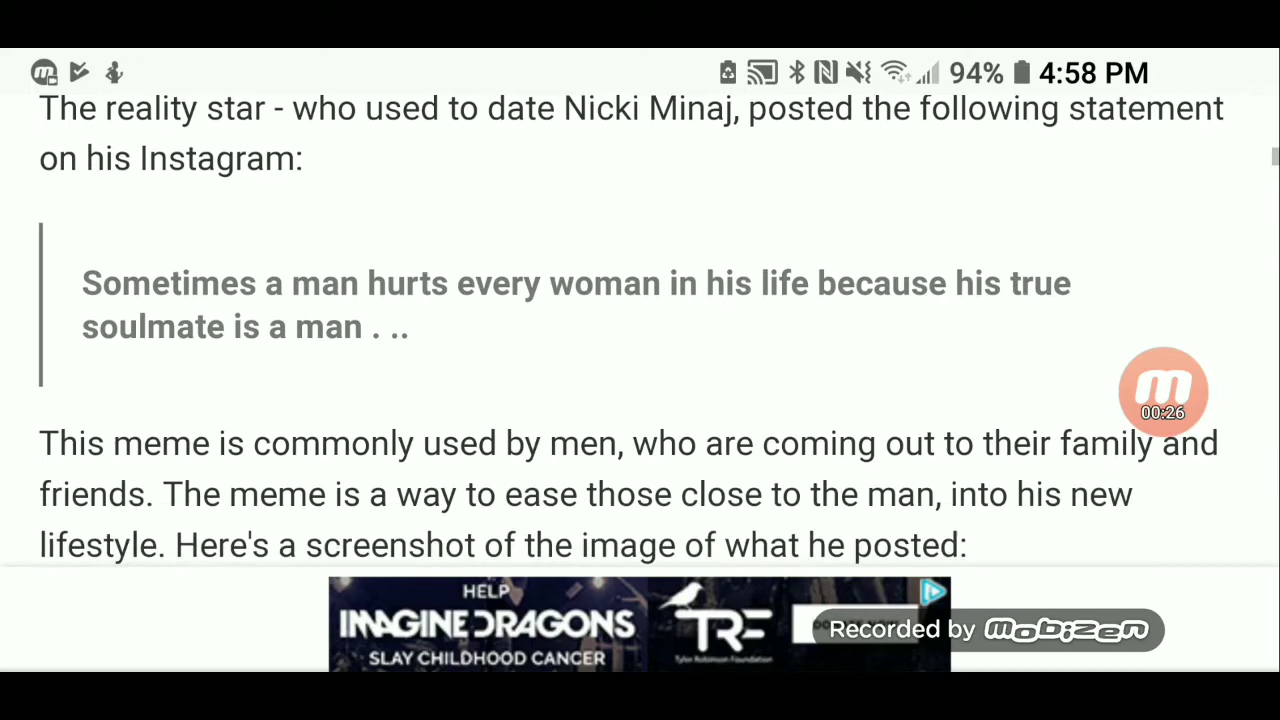 94% 4:58 PM
The reality star - who used to date Nicki Minaj, posted the following statement
on his Instagram:
Sometimes a man hurts every woman in his life because his true
soulmate is a man . ..
00:26
This meme is commonly used by men, who are coming out to their family and
friends. The meme is a way to ease those close to the man, into his new
lifestyle. Here's a screenshot of the image of what he posted:
HELP
IMAGINE DRAGONS
SLAY CHILDHOOD CANCER
TRF
Tyler Robinson Foundation
Recorded by mobizen